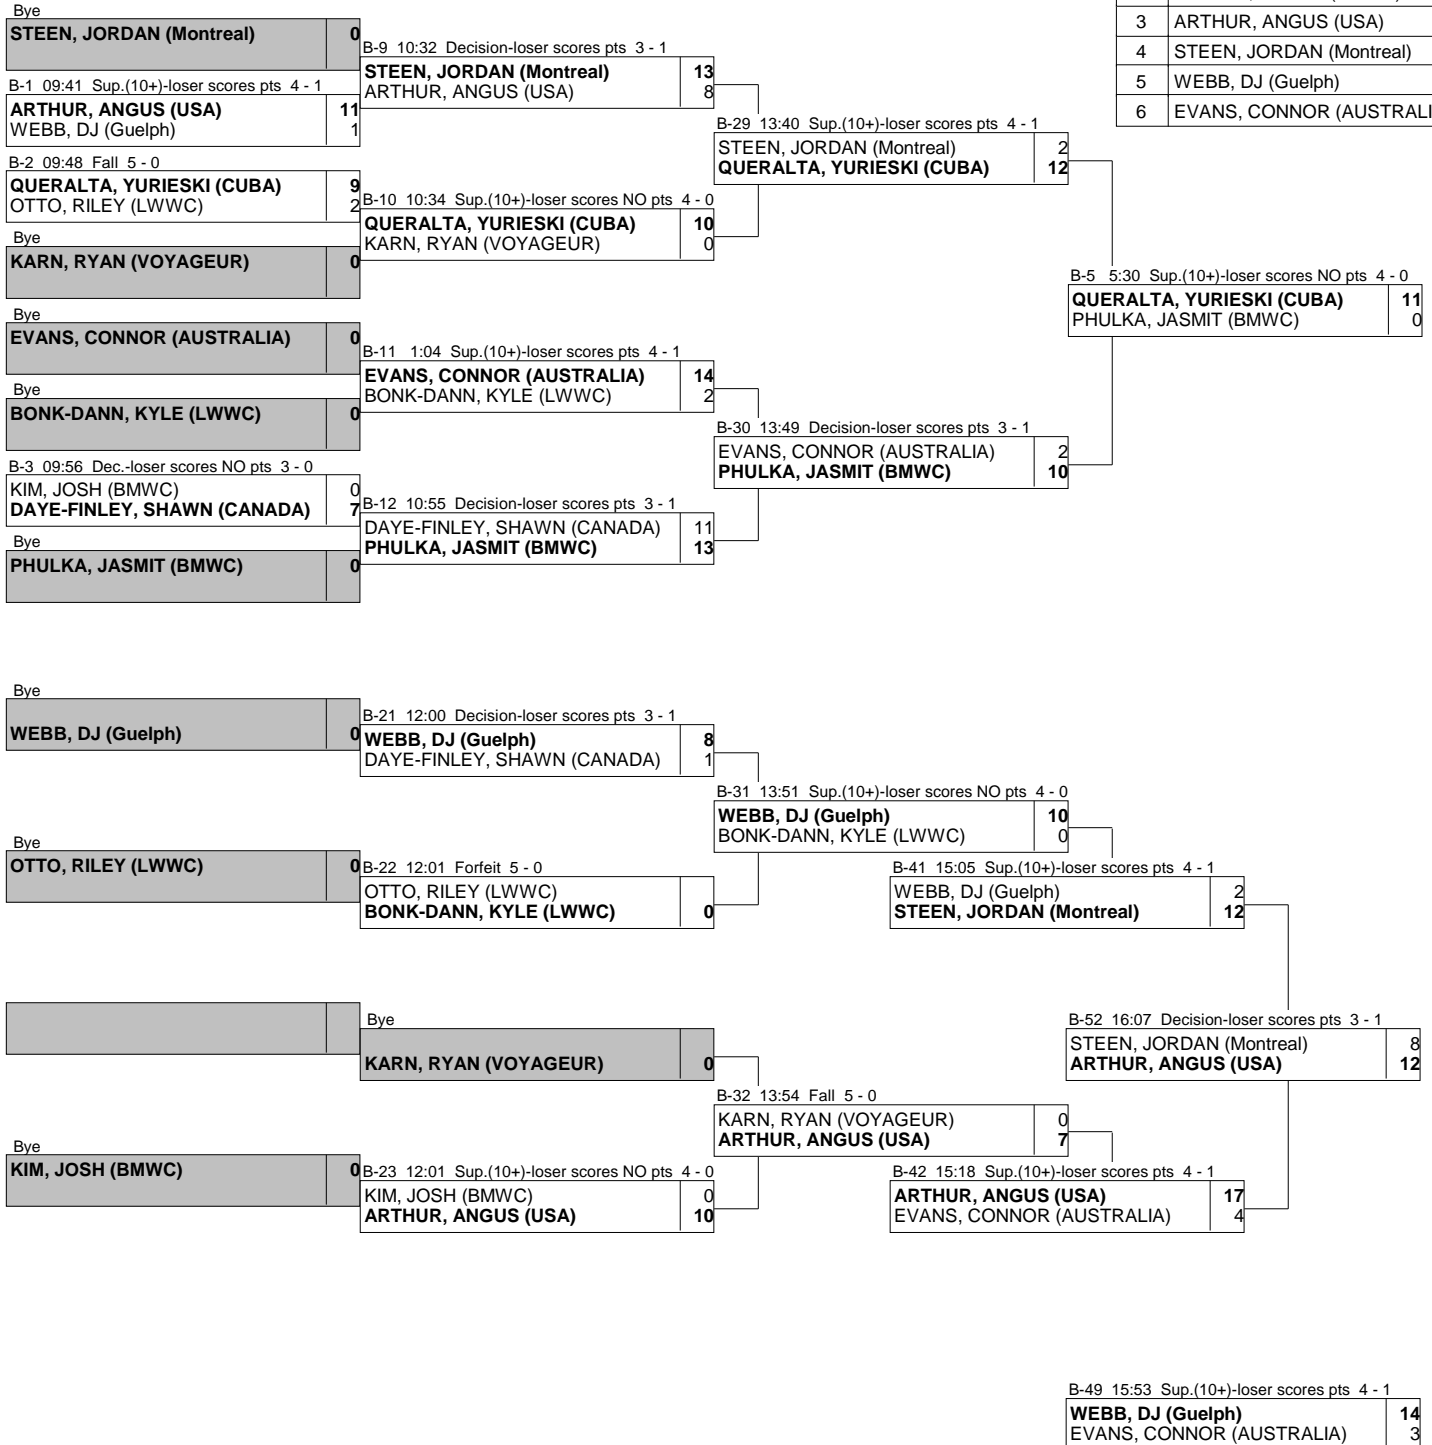 Bye
STEEN, JORDAN (Montreal) 0
B-1 09:41 Sup.(10+)-loser scores pts 4 - 1
ARTHUR, ANGUS (USA) 11
WEBB, DJ (Guelph) 1
B-2 09:48 Fall 5 - 0
QUERALTA, YURIESKI (CUBA) 9
OTTO, RILEY (LWWC) 2
Bye
KARN, RYAN (VOYAGEUR) 0
Bye
EVANS, CONNOR (AUSTRALIA) 0
Bye
BONK-DANN, KYLE (LWWC) 0
B-3 09:56 Dec.-loser scores NO pts 3 - 0
KIM, JOSH (BMWC) 0
DAYE-FINLEY, SHAWN (CANADA) 7
Bye
PHULKA, JASMIT (BMWC) 0
B-9 10:32 Decision-loser scores pts 3 - 1
STEEN, JORDAN (Montreal) 13
ARTHUR, ANGUS (USA) 8
B-10 10:34 Sup.(10+)-loser scores NO pts 4 - 0
QUERALTA, YURIESKI (CUBA) 10
KARN, RYAN (VOYAGEUR) 0
B-11 1:04 Sup.(10+)-loser scores pts 4 - 1
EVANS, CONNOR (AUSTRALIA) 14
BONK-DANN, KYLE (LWWC) 2
B-12 10:55 Decision-loser scores pts 3 - 1
DAYE-FINLEY, SHAWN (CANADA) 11
PHULKA, JASMIT (BMWC) 13
B-29 13:40 Sup.(10+)-loser scores pts 4 - 1
STEEN, JORDAN (Montreal) 2
QUERALTA, YURIESKI (CUBA) 12
B-30 13:49 Decision-loser scores pts 3 - 1
EVANS, CONNOR (AUSTRALIA) 2
PHULKA, JASMIT (BMWC) 10
B-5 5:30 Sup.(10+)-loser scores NO pts 4 - 0
QUERALTA, YURIESKI (CUBA) 11
PHULKA, JASMIT (BMWC) 0
3 ARTHUR, ANGUS (USA)
4 STEEN, JORDAN (Montreal)
5 WEBB, DJ (Guelph)
6 EVANS, CONNOR (AUSTRALI
Bye
WEBB, DJ (Guelph) 0
Bye
OTTO, RILEY (LWWC) 0
Bye
KIM, JOSH (BMWC) 0
B-21 12:00 Decision-loser scores pts 3 - 1
WEBB, DJ (Guelph) 8
DAYE-FINLEY, SHAWN (CANADA) 1
B-22 12:01 Forfeit 5 - 0
OTTO, RILEY (LWWC)
BONK-DANN, KYLE (LWWC) 0
Bye
KARN, RYAN (VOYAGEUR) 0
B-23 12:01 Sup.(10+)-loser scores NO pts 4 - 0
KIM, JOSH (BMWC) 0
ARTHUR, ANGUS (USA) 10
B-31 13:51 Sup.(10+)-loser scores NO pts 4 - 0
WEBB, DJ (Guelph) 10
BONK-DANN, KYLE (LWWC) 0
B-32 13:54 Fall 5 - 0
KARN, RYAN (VOYAGEUR) 0
ARTHUR, ANGUS (USA) 7
B-41 15:05 Sup.(10+)-loser scores pts 4 - 1
WEBB, DJ (Guelph) 2
STEEN, JORDAN (Montreal) 12
B-42 15:18 Sup.(10+)-loser scores pts 4 - 1
ARTHUR, ANGUS (USA) 17
EVANS, CONNOR (AUSTRALIA) 4
B-52 16:07 Decision-loser scores pts 3 - 1
STEEN, JORDAN (Montreal) 8
ARTHUR, ANGUS (USA) 12
B-49 15:53 Sup.(10+)-loser scores pts 4 - 1
WEBB, DJ (Guelph) 14
EVANS, CONNOR (AUSTRALIA) 3